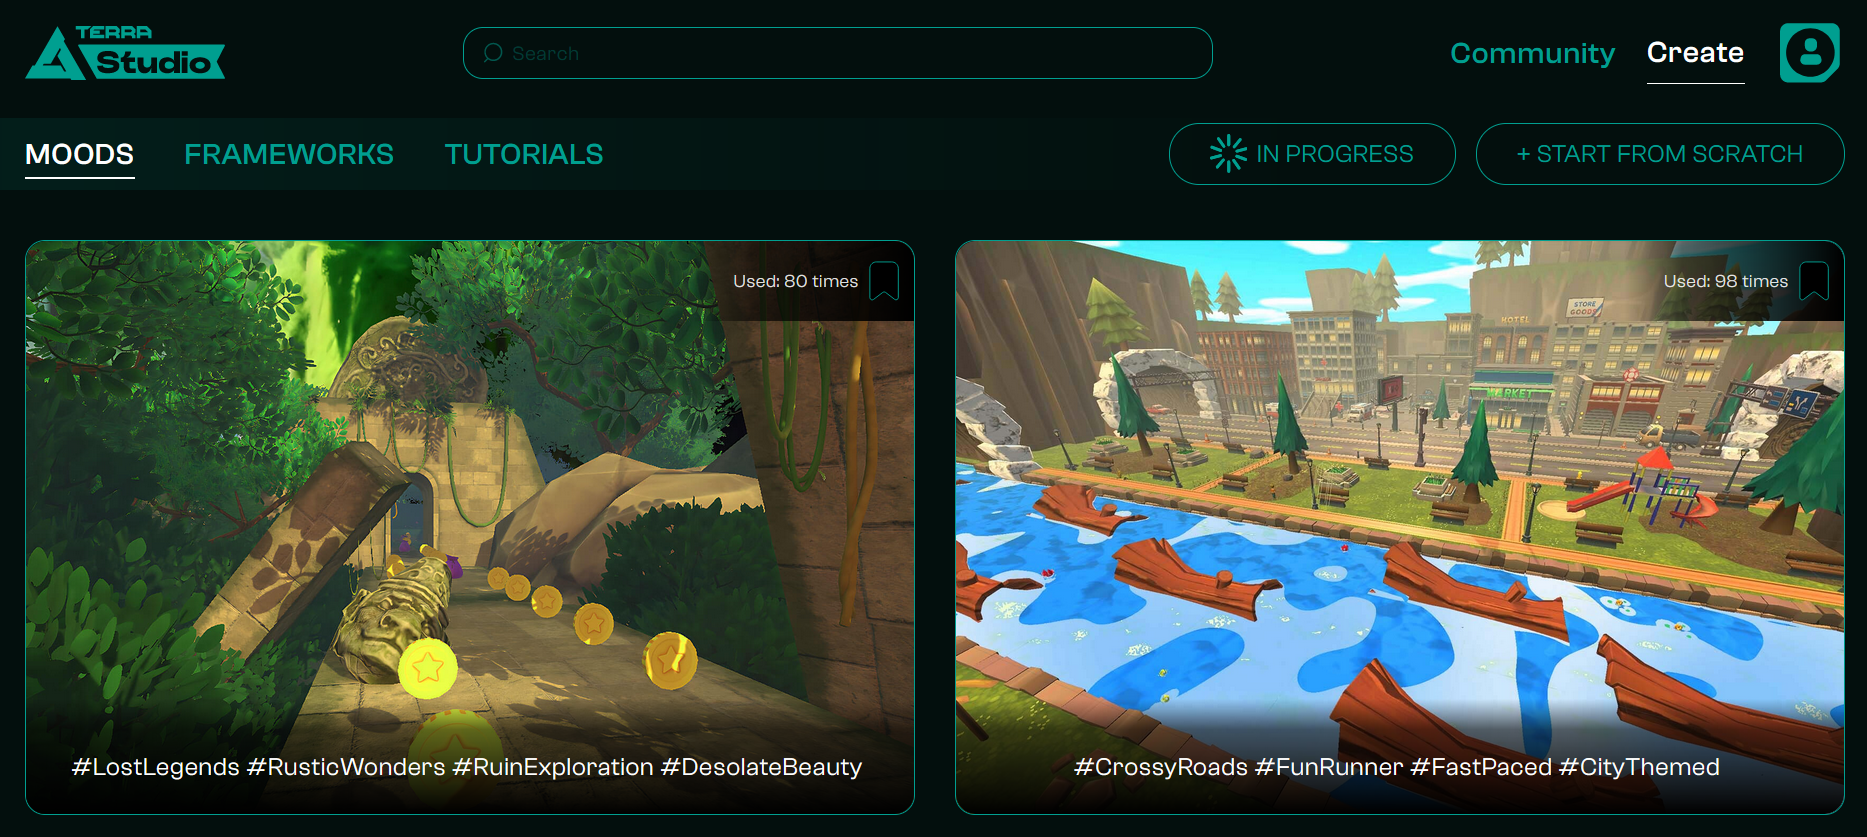 TERRA
Studio
Search
Community
Create
MOODS
FRAMEWORKS
TUTORIALS
IN PROGRESS
+ START FROM SCRATCH
Used: 80 times
#LostLegends #RusticWonders #RuinExploration #DesolateBeauty
Used: 98 times
STORE
GOODS
HOTEL
MARKET
#CrossyRoads #FunRunner #FastPaced #CityThemed